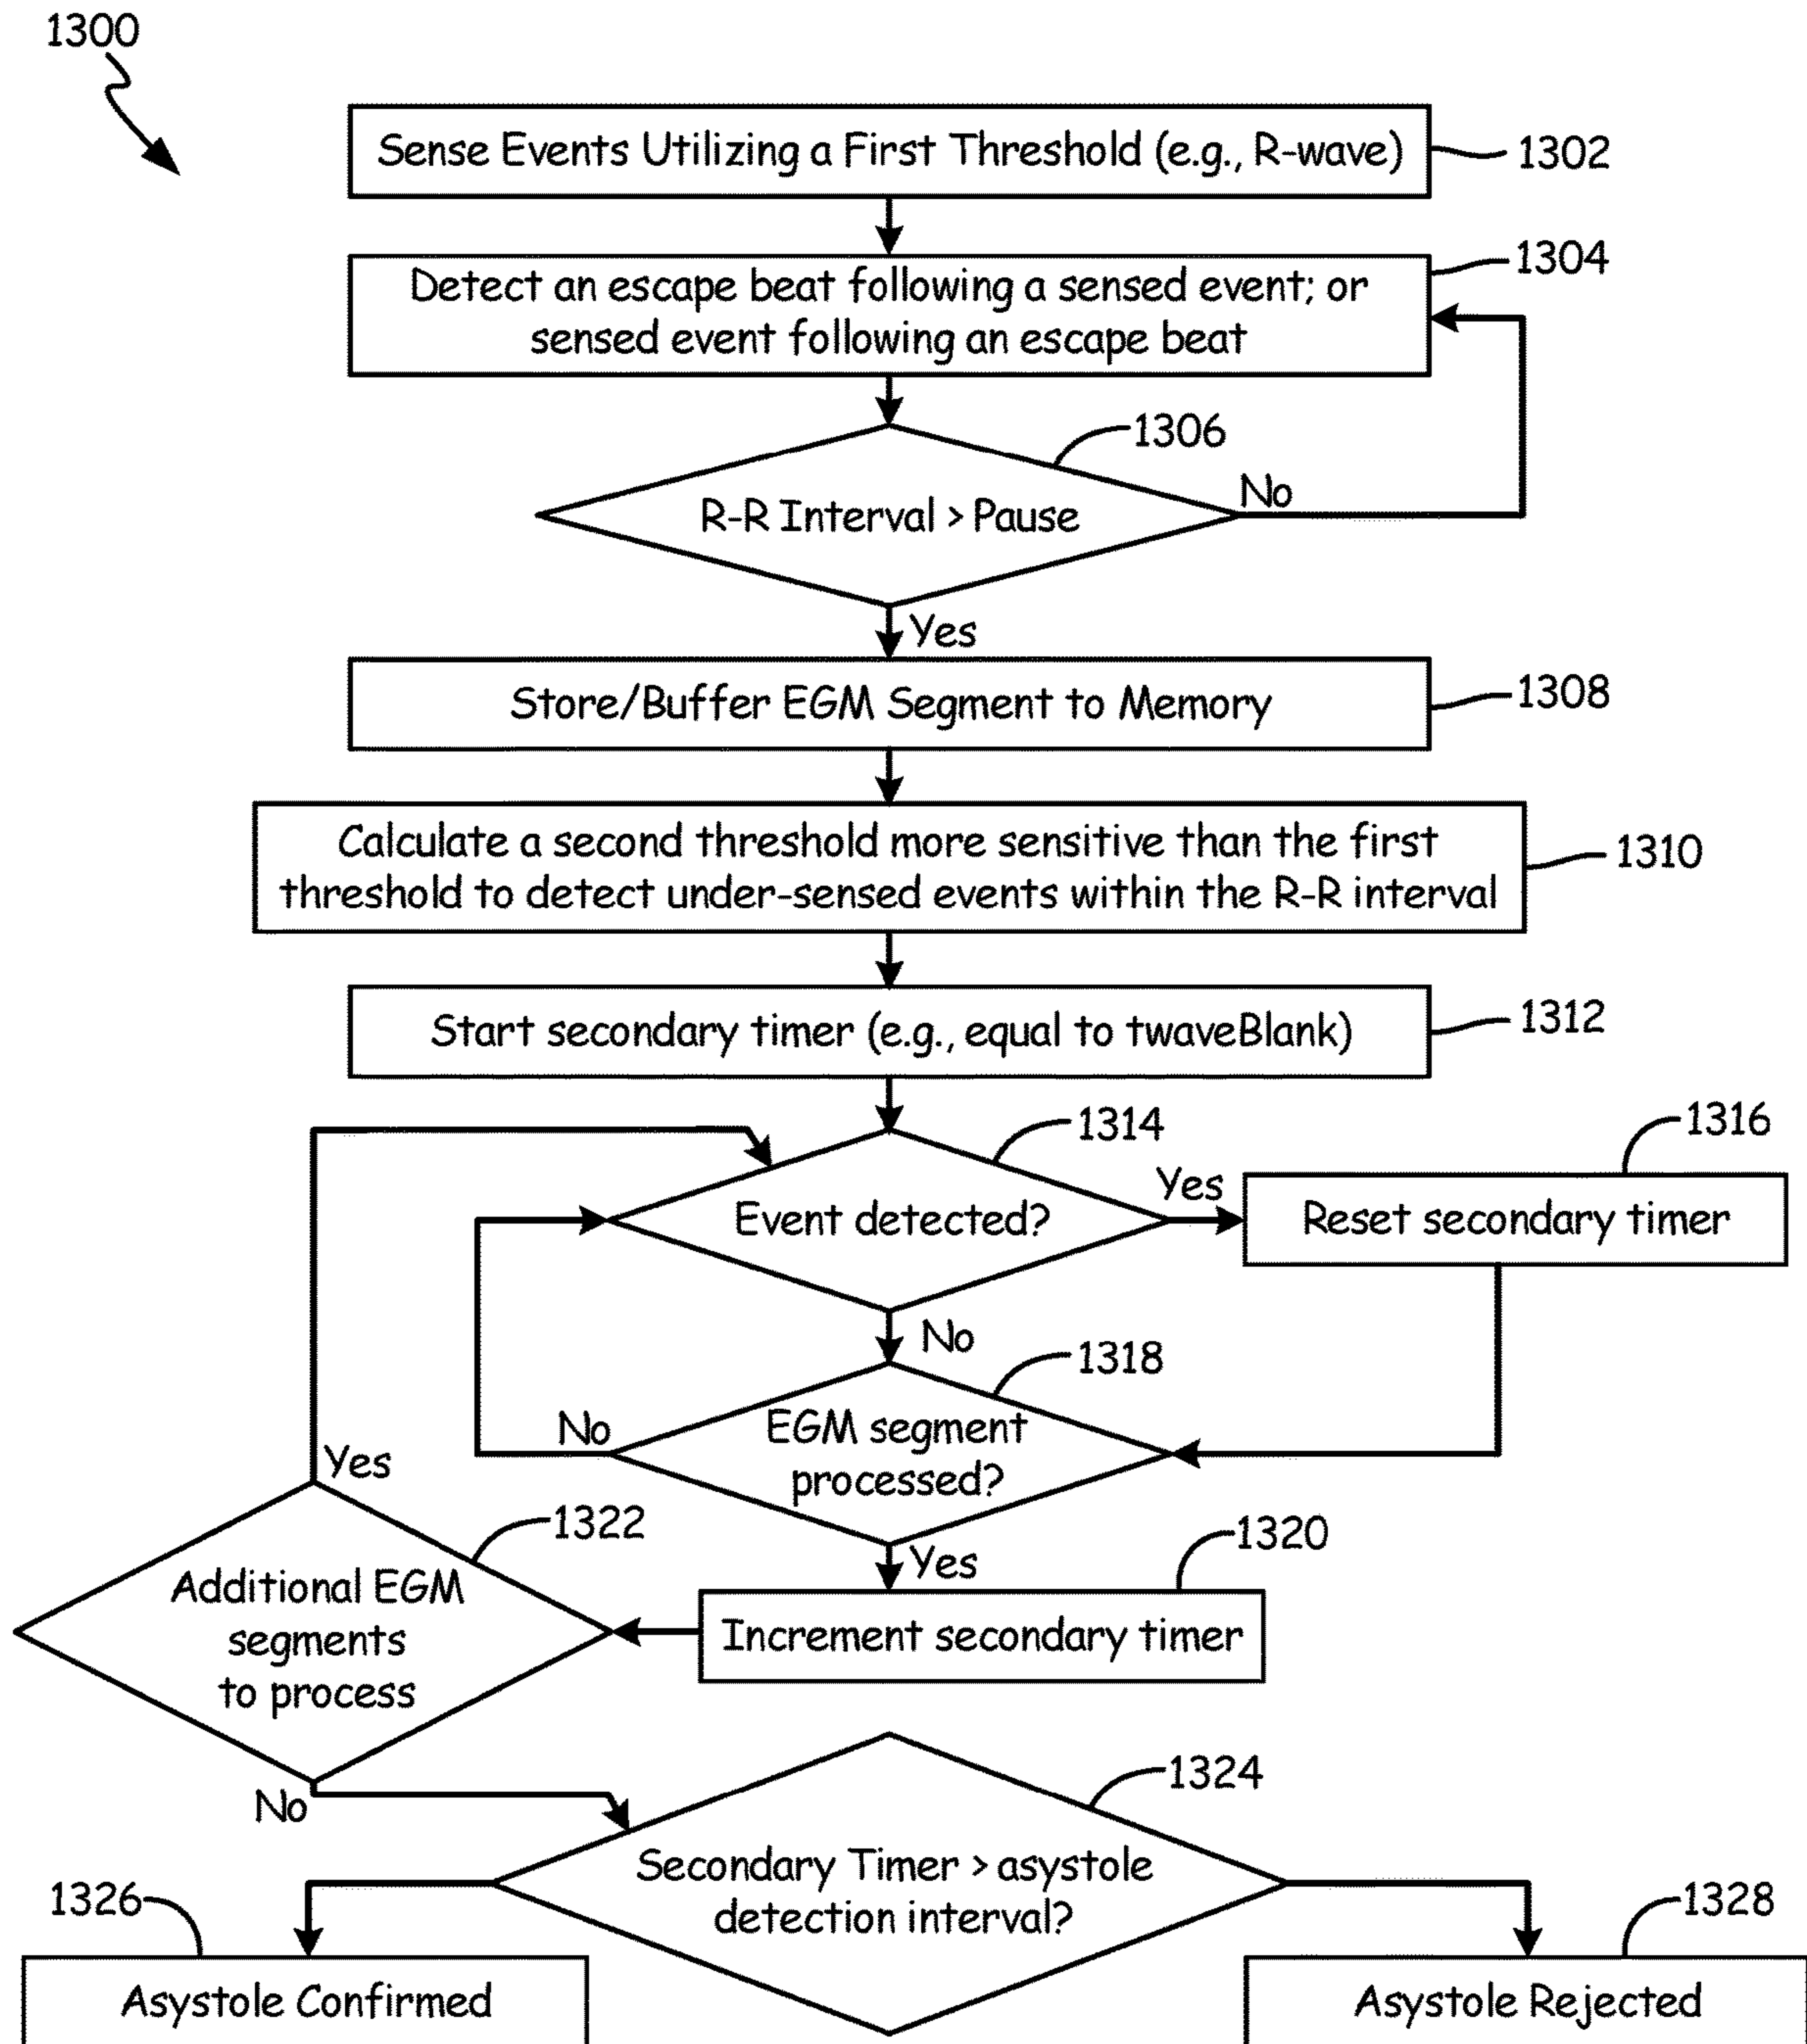 1300
Sense Events Utilizing a First Threshold (e.g., R-wave)
1302
Detect an escape beat following a sensed event; or
sensed event following an escape beat
1304
1306
R-R Interval > Pause
No
Yes
Store/Buffer EGM Segment to Memory
1308
Calculate a second threshold more sensitive than the first
threshold to detect under-sensed events within the R-R interval
1310
Start secondary timer (e.g., equal to twaveBlank)
1312
1314
Event detected?
Yes
1316
Reset secondary timer
No
1318
EGM segment
processed?
No
Yes
1320
Increment secondary timer
Yes
1322
Additional EGM
segments
to process
No
1324
Secondary Timer > asystole
detection interval?
1326
Asystole Confirmed
1328
Asystole Rejected